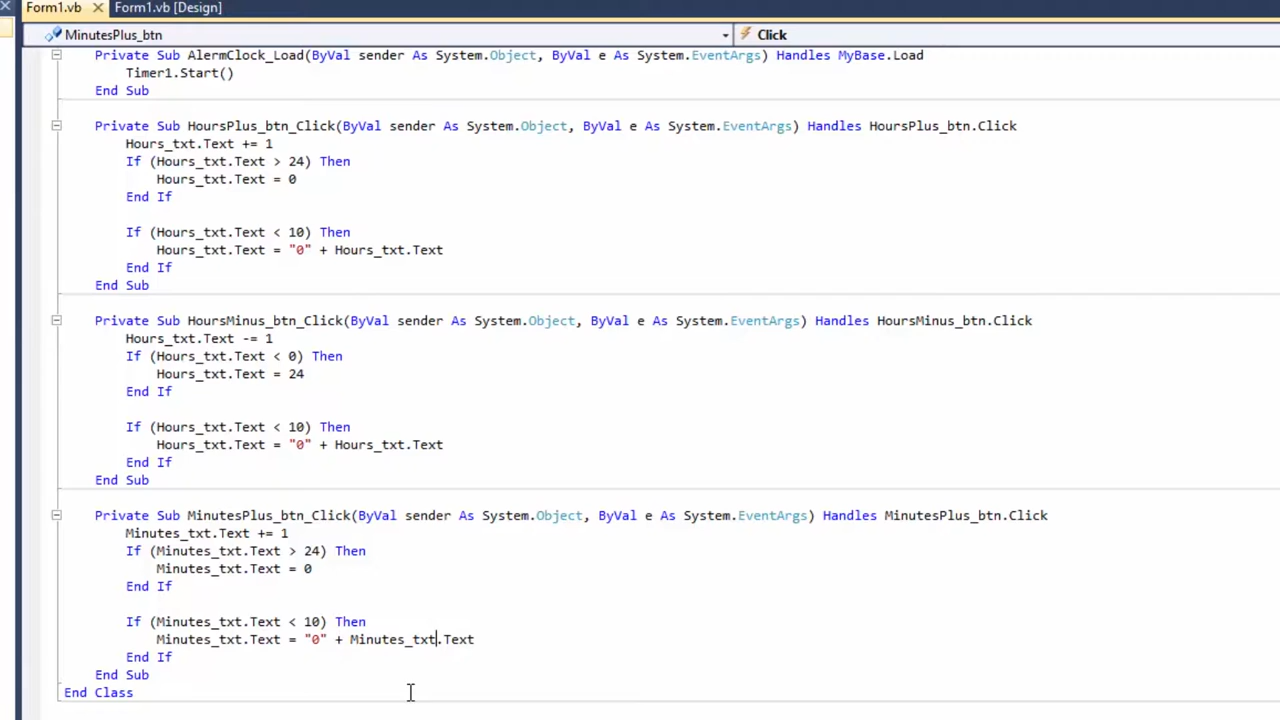 Form1.vb Form1.vb [Design]
MinutesPlus_btn Click
Private Sub AlermClock_Load(ByVal sender As System.Object, ByVal e As System.EventArgs) Handles MyBase.Load
Timer1.Start()
End Sub
Private Sub HoursPlus_btn_Click(ByVal sender As System.Object, ByVal e As System.EventArgs) Handles HoursPlus_btn.Click
Hours_txt.Text += 1
If (Hours_txt.Text > 24) Then
Hours_txt.Text = 0
End If
If (Hours_txt.Text < 10) Then
Hours_txt.Text = "0" + Hours_txt.Text
End If
End Sub
Private Sub HoursMinus_btn_Click(ByVal sender As System.Object, ByVal e As System.EventArgs) Handles HoursMinus_btn.Click
Hours_txt.Text -= 1
If (Hours_txt.Text < 0) Then
Hours_txt.Text = 24
End If
If (Hours_txt.Text < 10) Then
Hours_txt.Text = "0" + Hours_txt.Text
End If
End Sub
Private Sub MinutesPlus_btn_Click(ByVal sender As System.Object, ByVal e As System.EventArgs) Handles MinutesPlus_btn.Click
Minutes_txt.Text += 1
If (Minutes_txt.Text > 24) Then
Minutes_txt.Text = 0
End If
If (Minutes_txt.Text < 10) Then
Minutes_txt.Text = "0" + Minutes_txt.Text
End If
End Sub
End Class